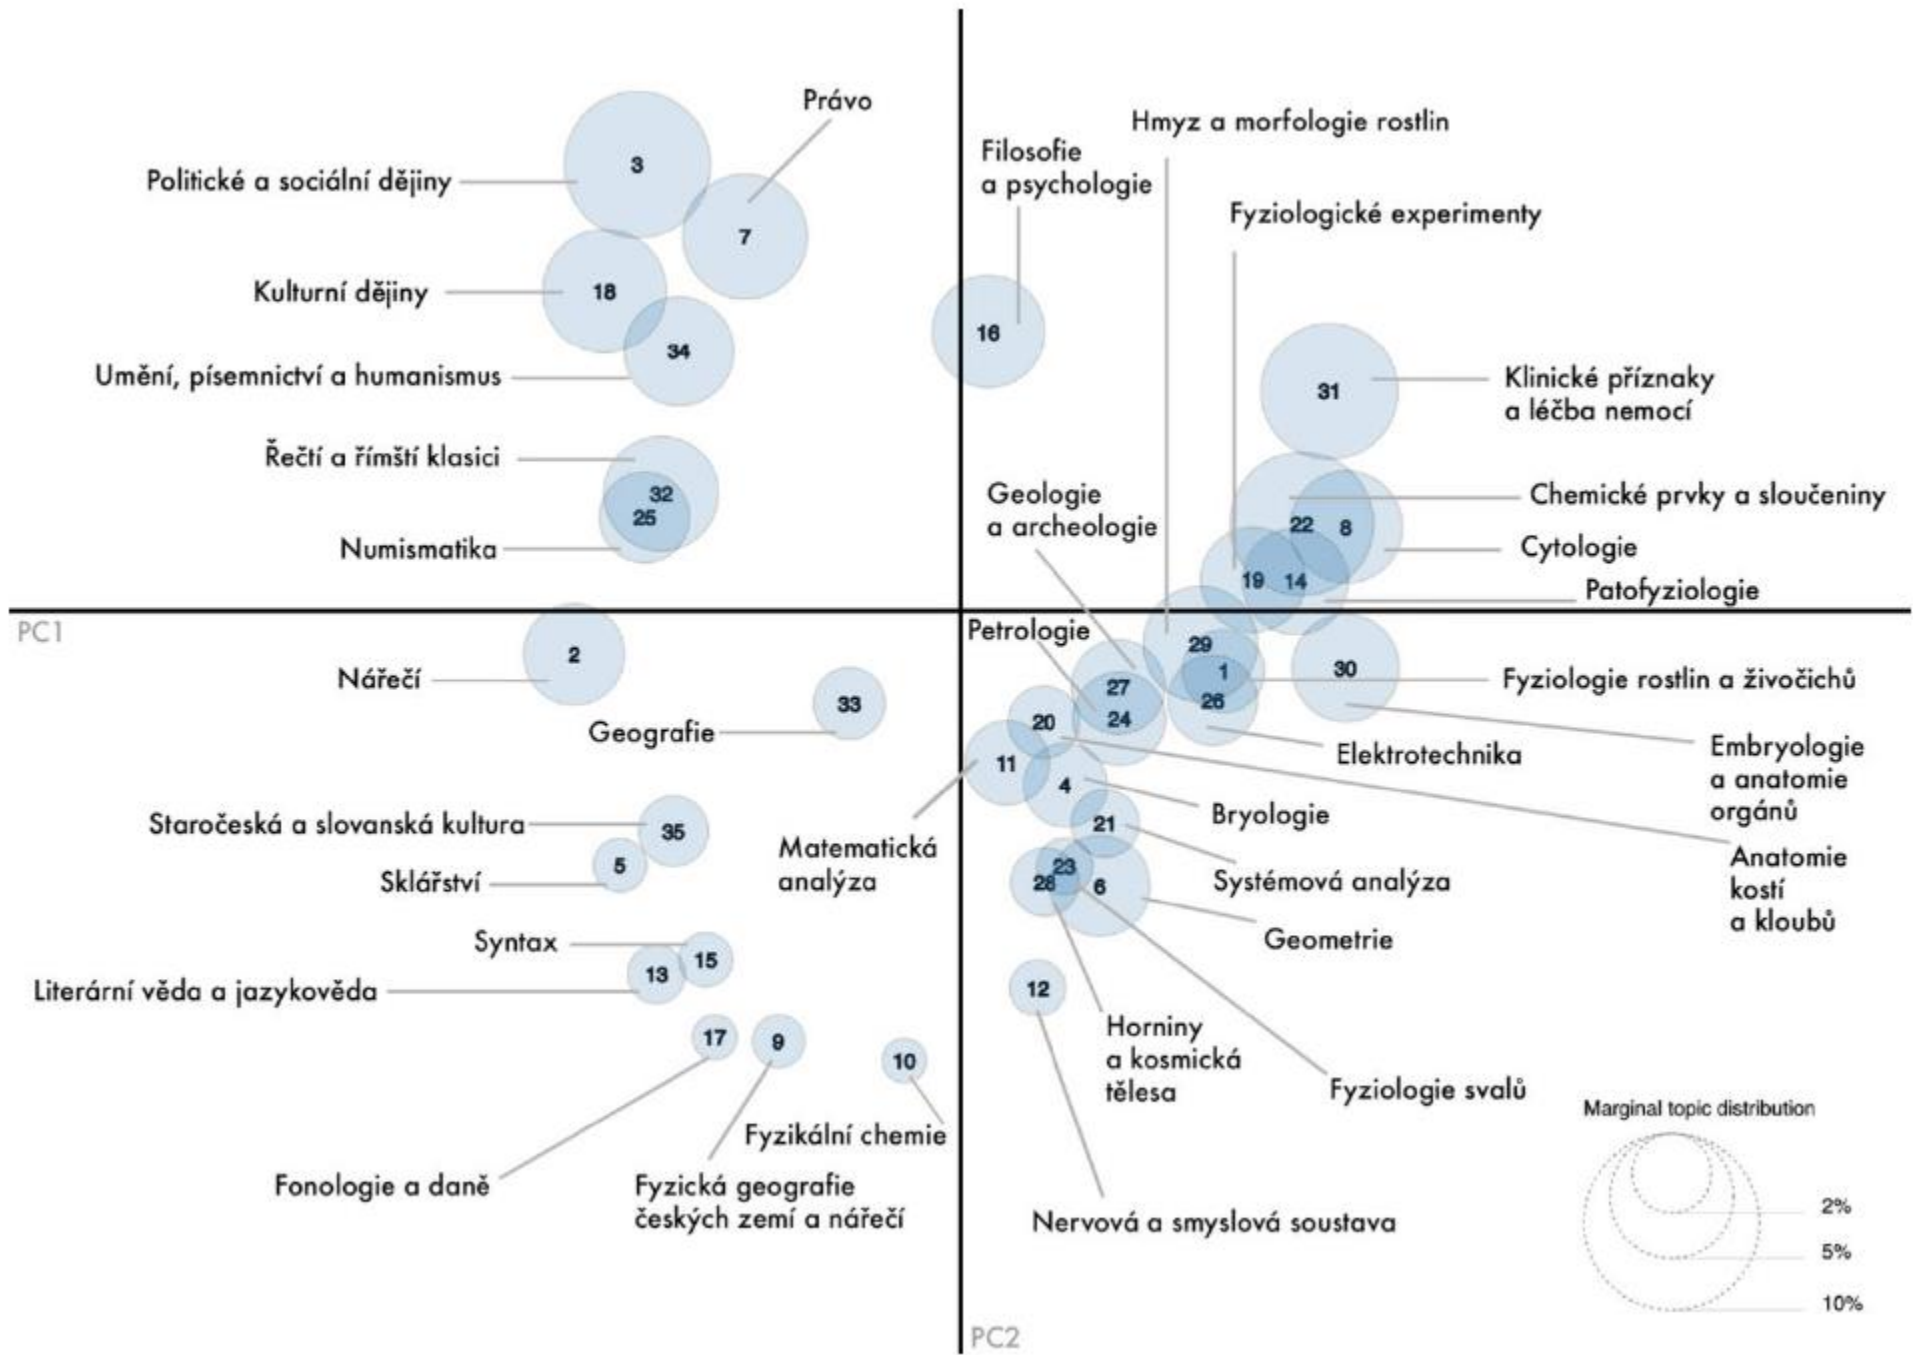 Právo
Hmyz a morfologie rostlin
Filosofie
a psychologie
3
Politické a sociální dějiny
Fyziologické experimenty
7
Kulturní dějiny
18
16
34
Umění, písemnictví a humanismus
31
Klinické příznaky
a léčba nemocí
Řečtí a římští klasici
32
25
Numismatika
Geologie
a archeologie
Chemické prvky a sloučeniny
22
8
Cytologie
19
14
Patofyziologie
PC1
Petrologie
2
Nářečí
33
Geografie
29
1
26
30
27
24
20
11
4
Fyziologie rostlin a živočichů
Elektrotechnika
Embryologie
a anatomie
orgánů
Bryologie
21
Staročeská a slovanská kultura
35
5
Sklářství
Matematická
analýza
23
28
6
Systémová analýza
Anatomie
kostí
a kloubů
Geometrie
Syntax
15
13
Literární věda a jazykověda
12
17
9
10
Horniny
a kosmická
tělesa
Fyziologie svalů
Marginal topic distribution
Fyzikální chemie
Fonologie a daně
Fyzická geografie
českých zemí a nářečí
Nervová a smyslová soustava
2%
5%
10%
PC2